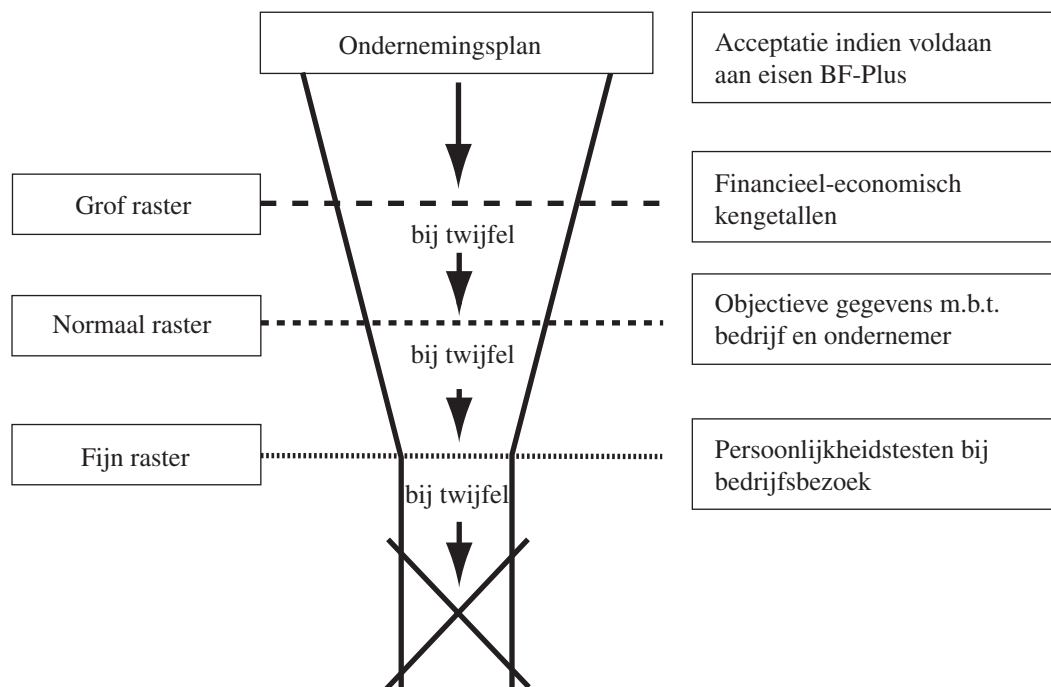 Ondernemingsplan
Acceptatie indien voldaan
aan eisen BF-Plus
Grof raster
Financieel-economisch
kengetallen
bij twijfel
Normaal raster
Objectieve gegevens m.b.t.
bedrijf en ondernemer
bij twijfel
Fijn raster
Persoonlijkheidstesten bij
bedrijfsbezoek
bij twijfel